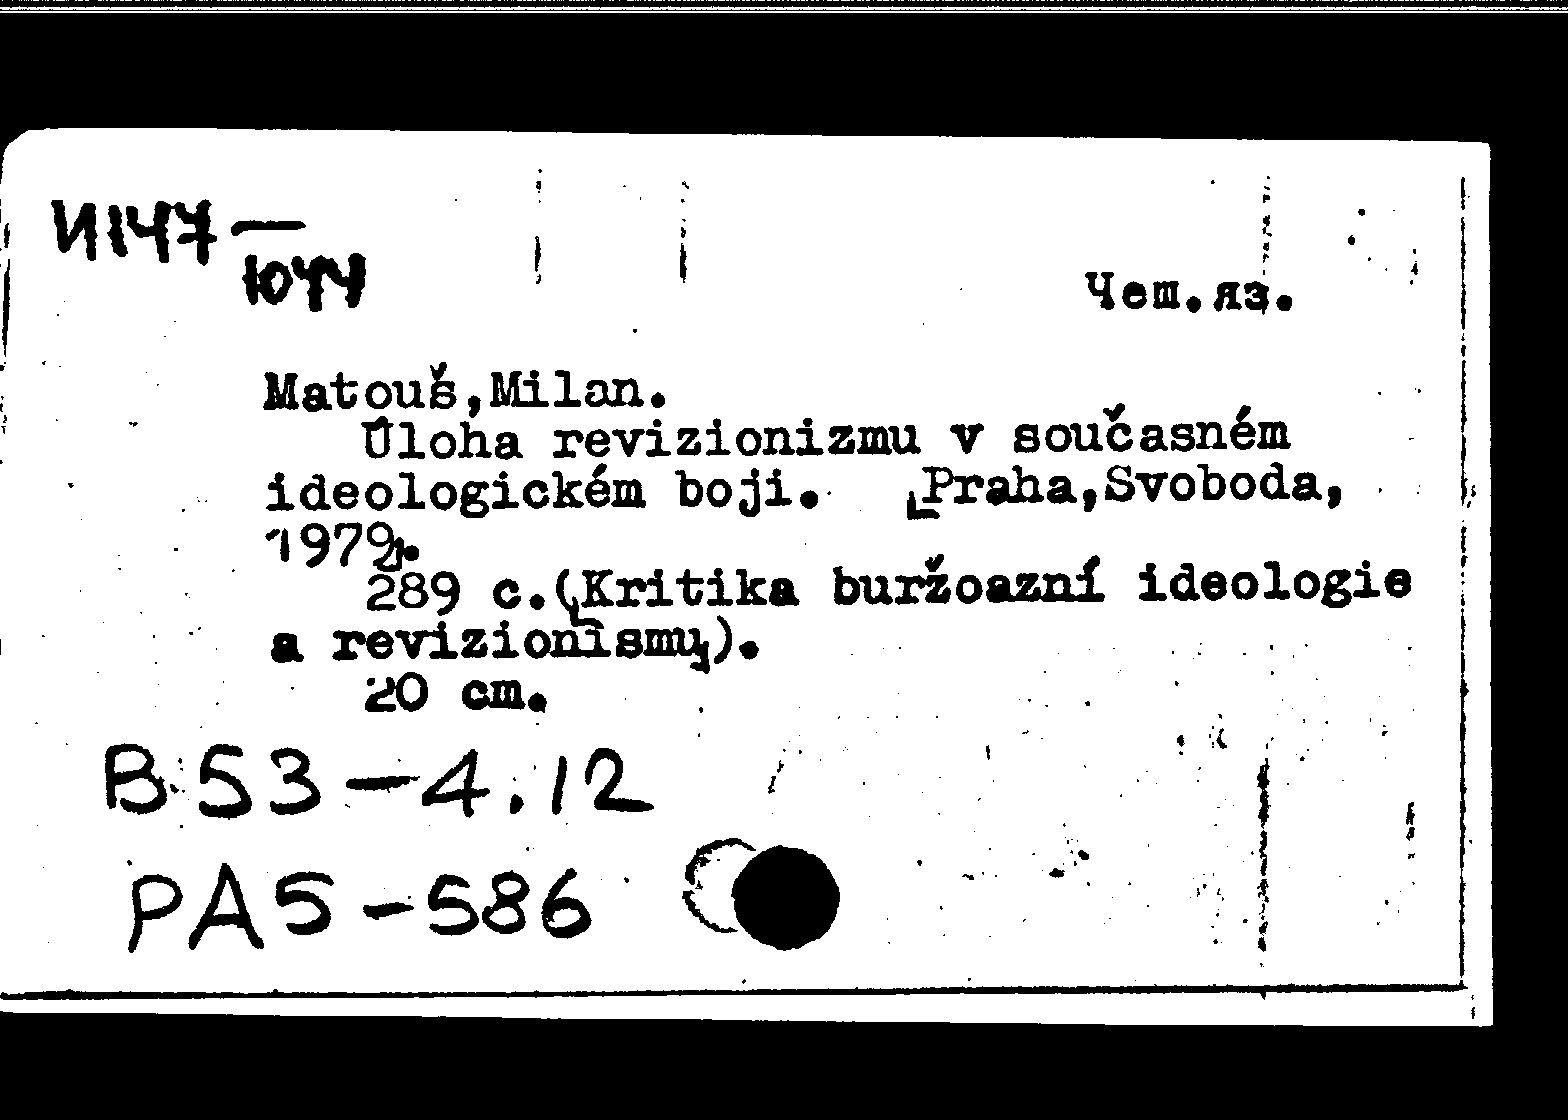 И147—
1044
Чеш.яз.
Matouš,Milan.
Úloha revizionizmu v současném
ideologickém boji. [Praha,Svoboda,
1979].
289 с.([Kritika buržoazní ideologie
a revizionismu]).
20 cm.
B53-4.12
PA5-586